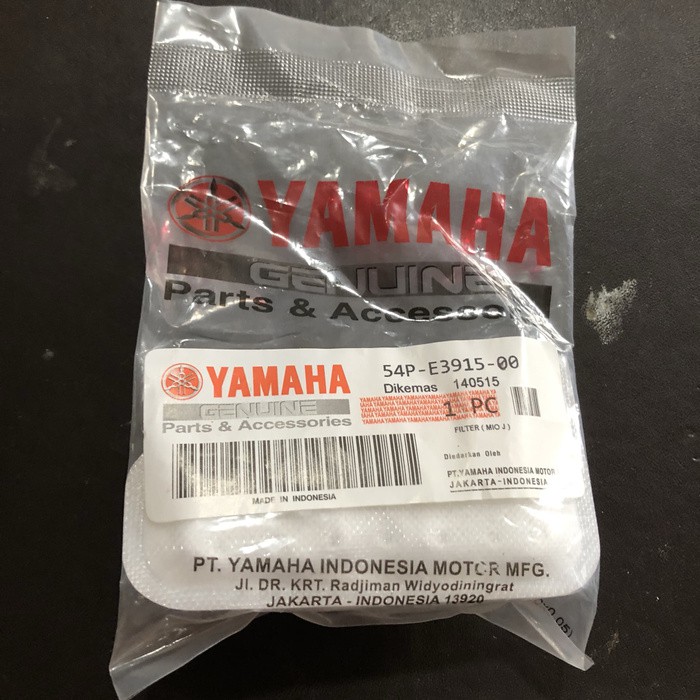 YAMAHA
GENUINE
Parts & Accessories
YAMAHA
GENUINE
Parts & Accessories
54P-E3915-00
Dikemas 140515
1 PC
FILTER ( MIO J )
Diedarkan Oleh
PT.YAMAHA INDONESIA MOTOR
JAKARTA-INDONESIA
MADE IN INDONESIA
PT. YAMAHA INDONESIA MOTOR MFG.
Jl. DR. KRT. Radjiman Widyodiningrat
JAKARTA - INDONESIA 13920